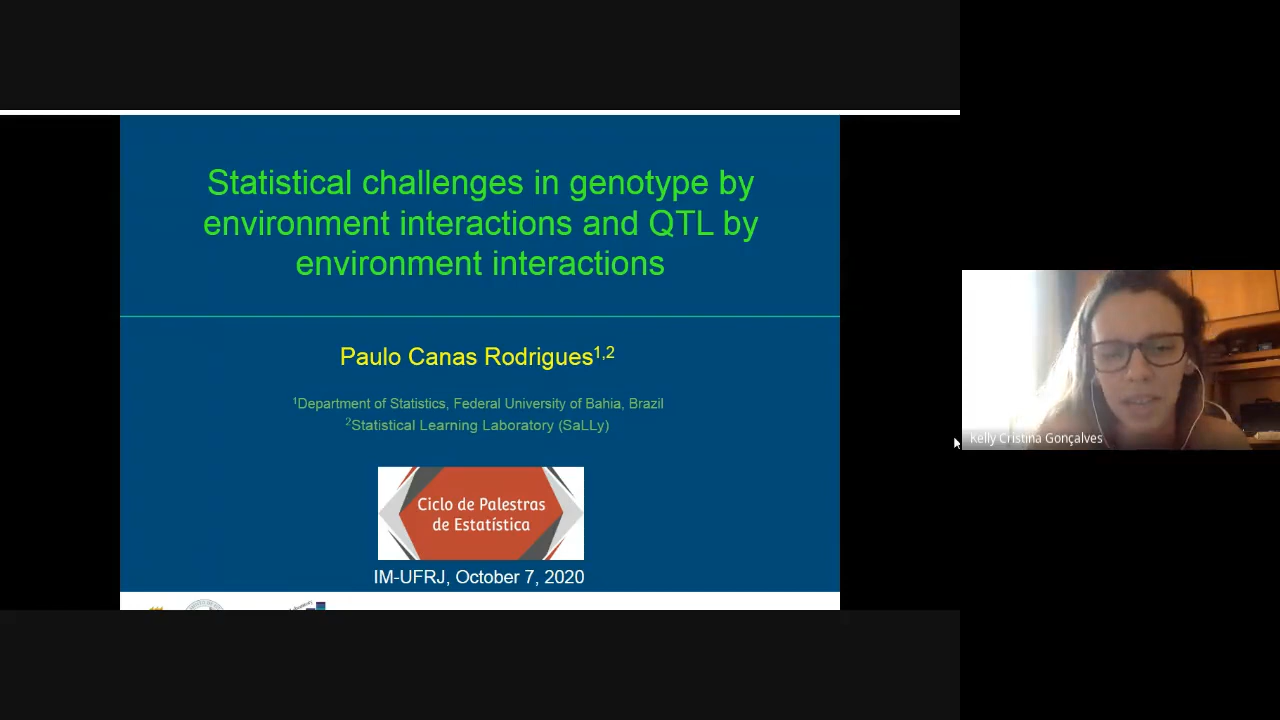 Statistical challenges in genotype by
environment interactions and QTL by
environment interactions
Paulo Canas Rodrigues1,2
1Department of Statistics, Federal University of Bahia, Brazil
2Statistical Learning Laboratory (SaLLy)
Ciclo de Palestras
de Estatística
IM-UFRJ, October 7, 2020
Kelly Cristina Gonçalves